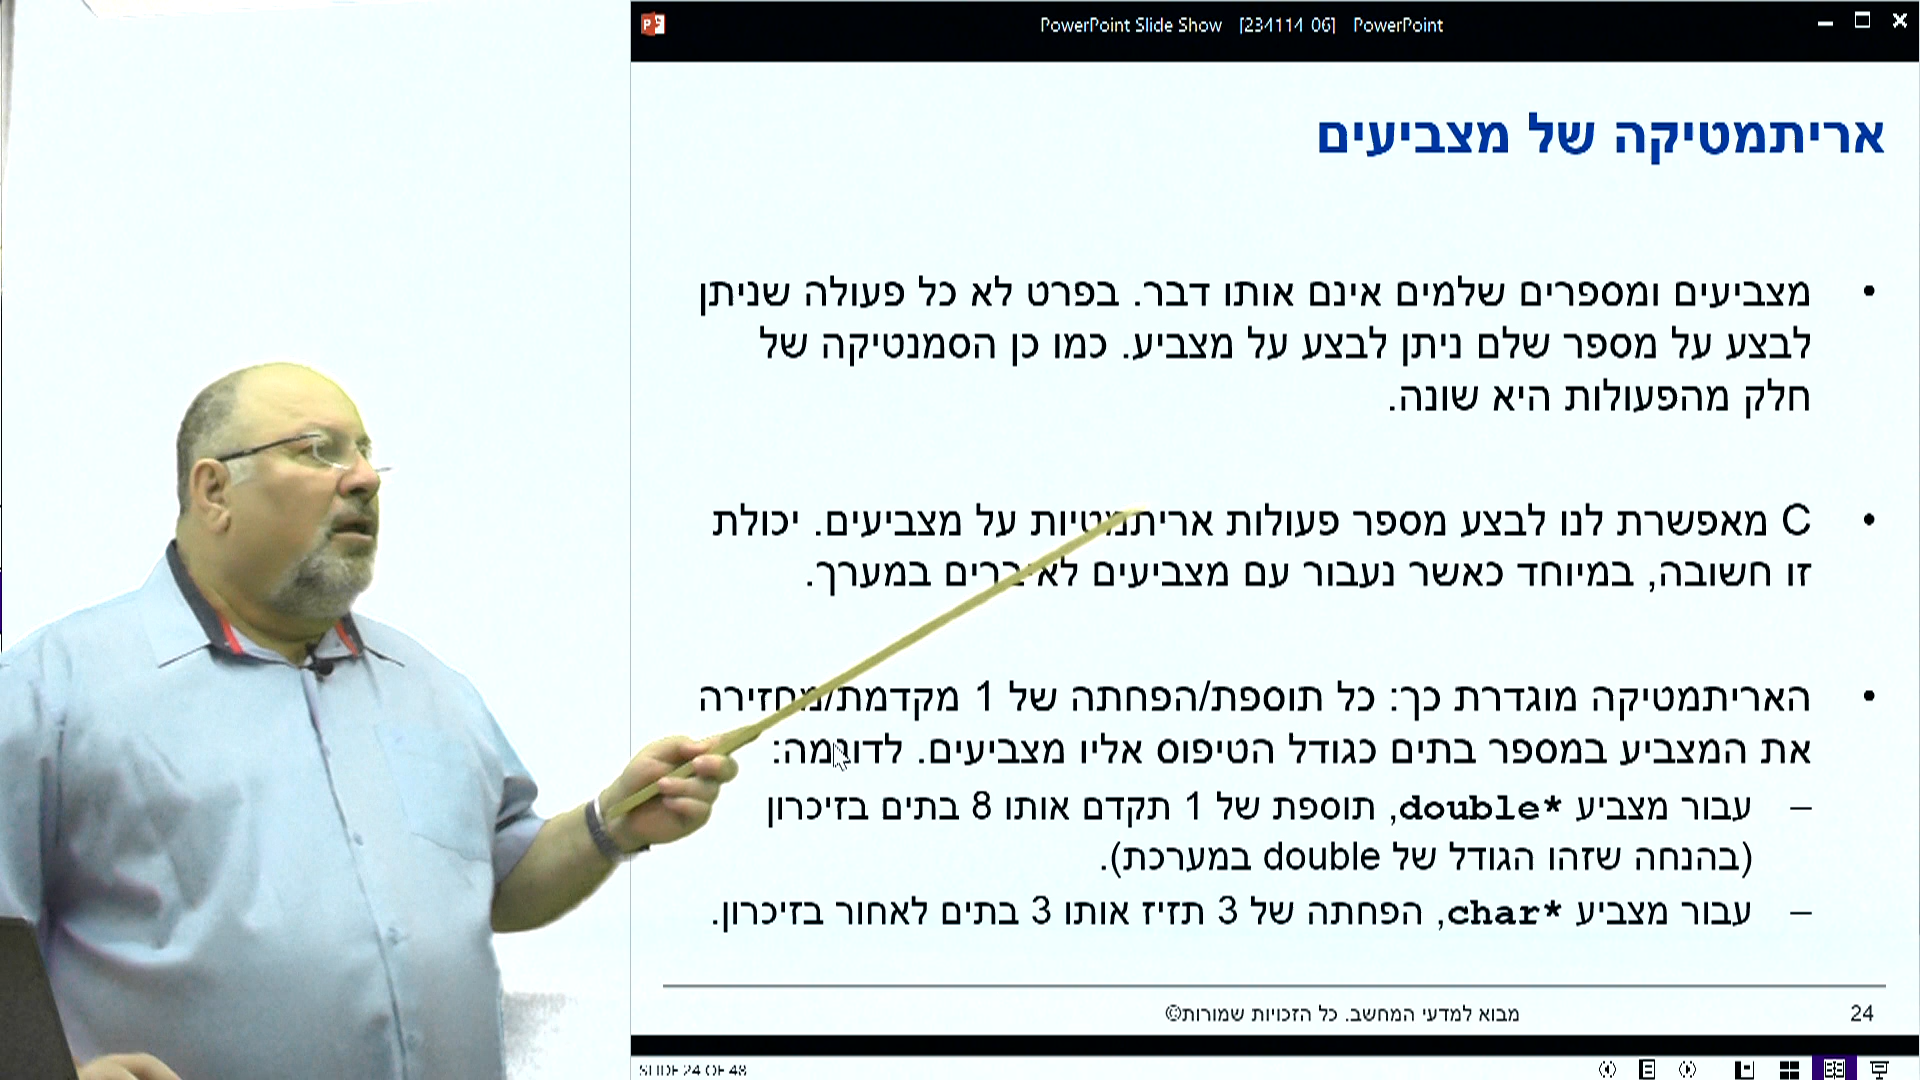 PowerPoint Slide Show [234114 06] PowerPoint
אריתמטיקה של מצביעים
• מצביעים ומספרים שלמים אינם אותו דבר. בפרט לא כל פעולה שניתן
לבצע על מספר שלם ניתן לבצע על מצביע. כמו כן הסמנטיקה של
חלק מהפעולות היא שונה.
• C מאפשרת לנו לבצע מספר פעולות אריתמטיות על מצביעים. יכולת
זו חשובה, במיוחד כאשר נעבור עם מצביעים לאיברים במערך.
• האריתמטיקה מוגדרת כך: כל תוספת/הפחתה של 1 מקדמת/מחזירה
את המצביע במספר בתים כגודל הטיפוס אליו מצביעים. לדוגמה:
– עבור מצביע double*, תוספת של 1 תקדם אותו 8 בתים בזיכרון
(בהנחה שזהו הגודל של double במערכת).
– עבור מצביע char*, הפחתה של 3 תזיז אותו 3 בתים לאחור בזיכרון.
מבוא למדעי המחשב. כל הזכויות שמורות©
24
SLIDE 24 OF 48